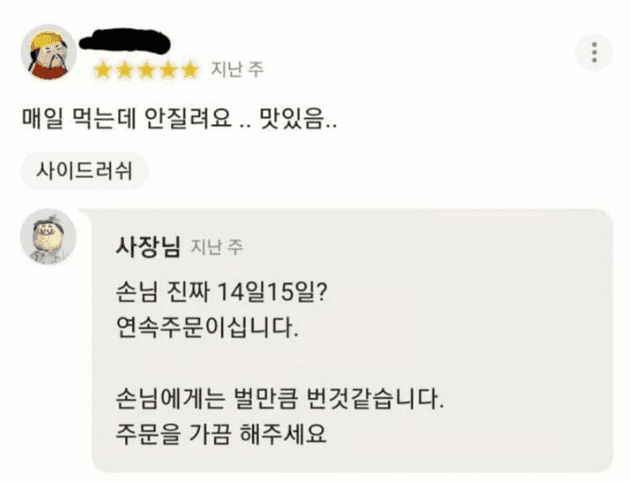 지난 주
매일 먹는데 안질려요 .. 맛있음..
사이드러쉬
사장님 지난 주
손님 진짜 14일15일?
연속주문이십니다.
손님에게는 벌만큼 번것같습니다.
주문을 가끔 해주세요